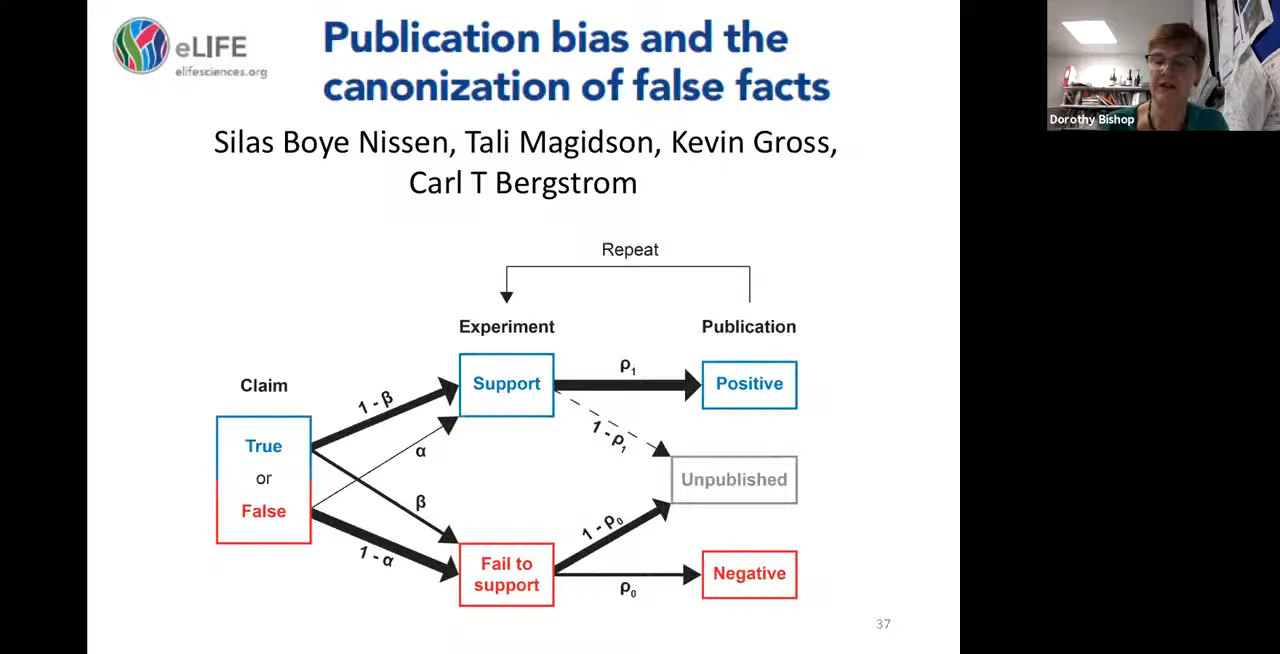 eLIFE
elifesciences.org
Publication bias and the
canonization of false facts
Silas Boye Nissen, Tali Magidson, Kevin Gross,
Carl T Bergstrom
Dorothy Bishop
Repeat
Experiment
Publication
Claim
True
or
False
1 - β
α
β
1 - α
Support
Fail to
support
ρ₁
1 - ρ₁
1 - ρ₀
ρ₀
Positive
Unpublished
Negative
37